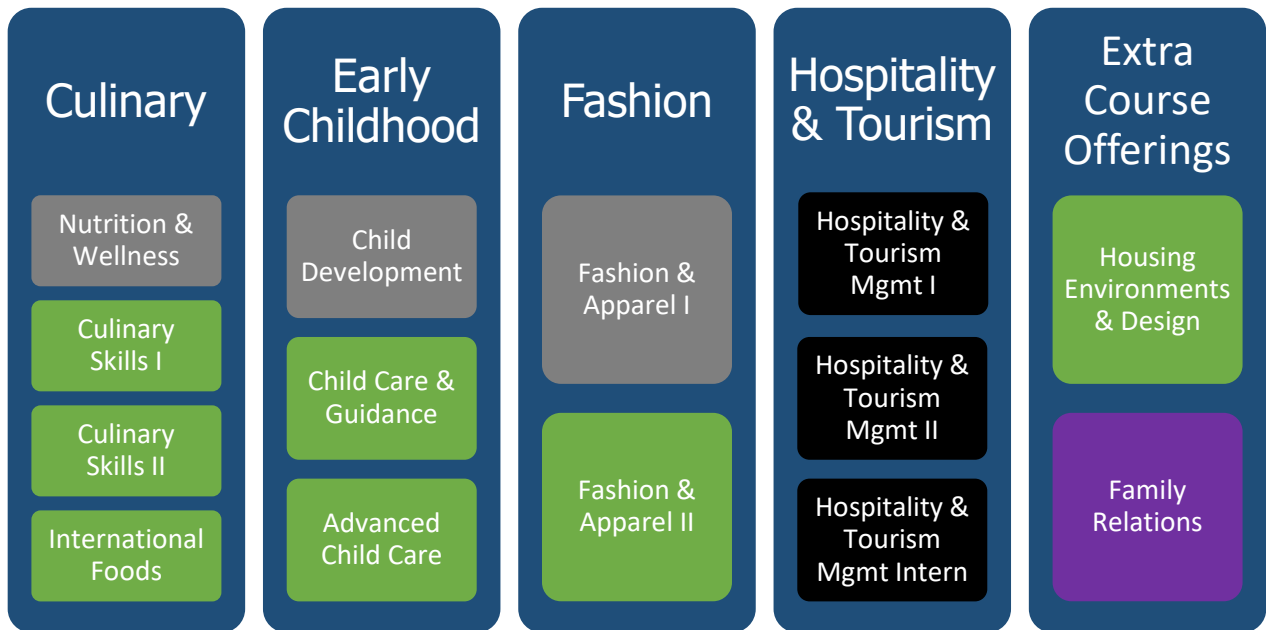 Culinary
Nutrition &
Wellness
Culinary
Skills I
Culinary
Skills II
International
Foods
Early
Childhood
Child
Development
Child Care &
Guidance
Advanced
Child Care
Fashion
Fashion &
Apparel I
Fashion &
Apparel II
Hospitality
& Tourism
Hospitality &
Tourism
Mgmt I
Hospitality &
Tourism
Mgmt II
Hospitality &
Tourism
Mgmt Intern
Extra
Course
Offerings
Housing
Environments
& Design
Family
Relations